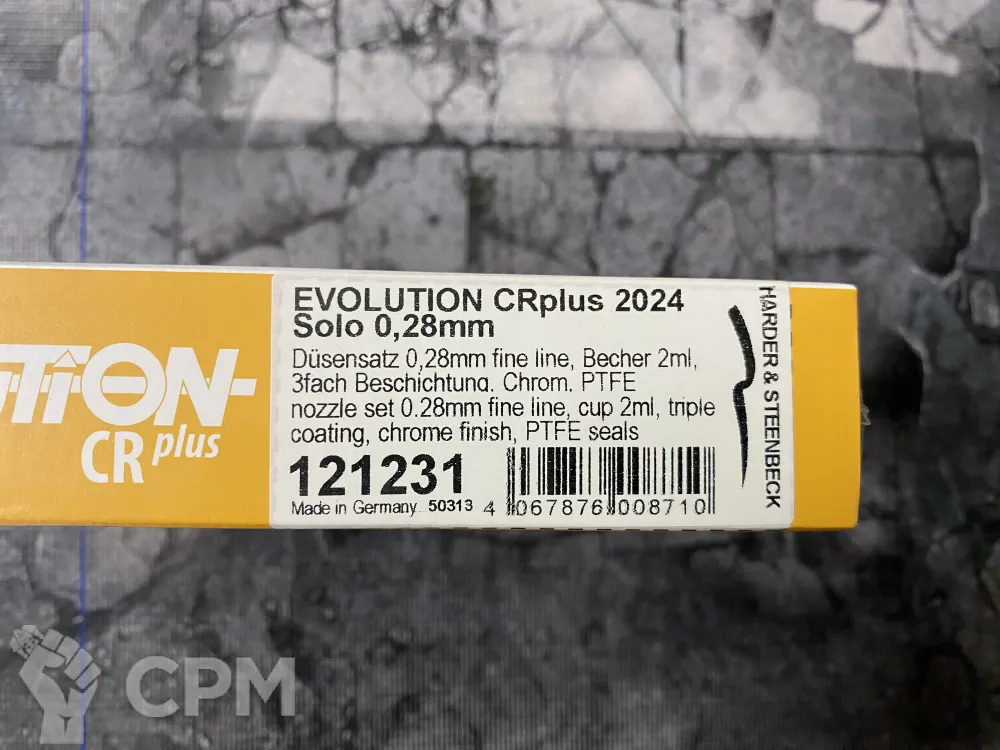 EVOLUTION CRplus 2024
Solo 0,28mm
Düsensatz 0,28mm fine line, Becher 2ml,
3fach Beschichtung. Chrom. PTFE
nozzle set 0.28mm fine line, cup 2ml, triple
coating, chrome finish, PTFE seals
121231
Made in Germany 50313
4 067876 008710
HARDER & STEENBECK
UTION
CR plus
CPM